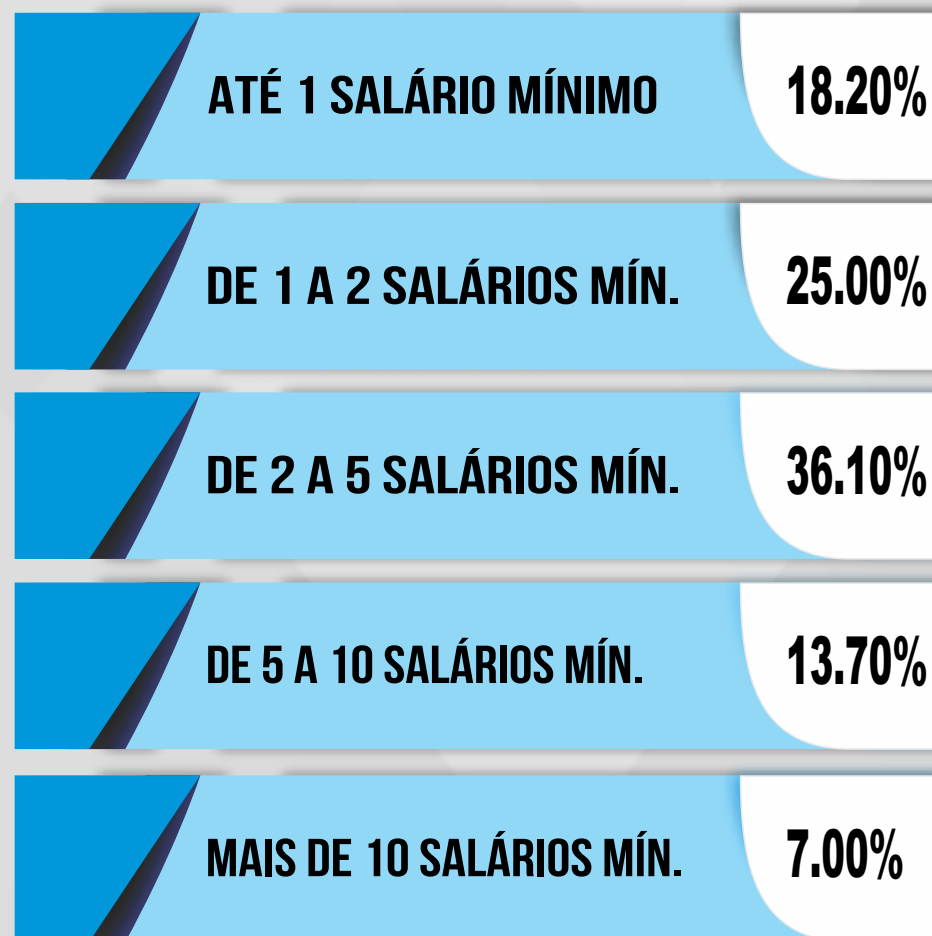 ATÉ 1 SALÁRIO MÍNIMO 18.20%
DE 1 A 2 SALÁRIOS MÍN. 25.00%
DE 2 A 5 SALÁRIOS MÍN. 36.10%
DE 5 A 10 SALÁRIOS MÍN. 13.70%
MAIS DE 10 SALÁRIOS MÍN. 7.00%